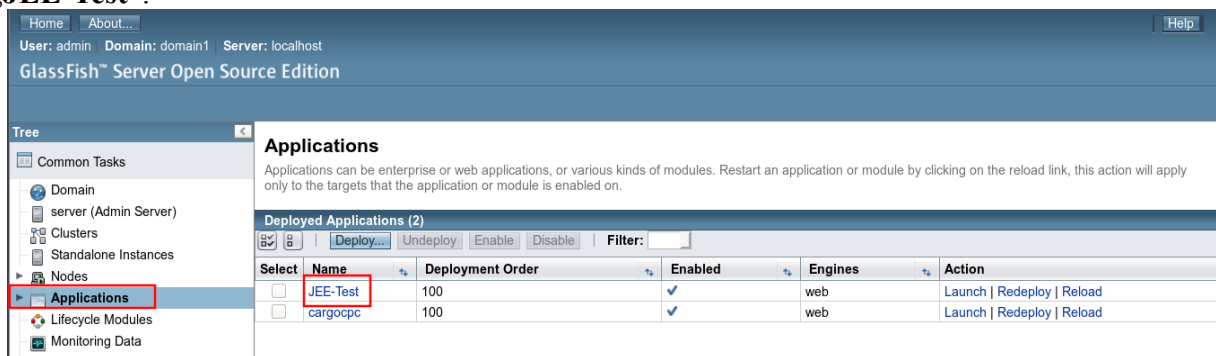 JEE-Test".
Home About... Help
User: admin Domain: domain1 Server: localhost
GlassFish™ Server Open Source Edition
Tree
Common Tasks
Domain
server (Admin Server)
Clusters
Standalone Instances
Nodes
Applications
Lifecycle Modules
Monitoring Data
Applications
Applications can be enterprise or web applications, or various kinds of modules. Restart an application or module by clicking on the reload link, this action will apply
only to the targets that the application or module is enabled on.
Deployed Applications (2)
Deploy... Undeploy Enable Disable Filter:
Select Name Deployment Order Enabled Engines Action
JEE-Test 100 web Launch | Redeploy | Reload
cargocpc 100 web Launch | Redeploy | Reload